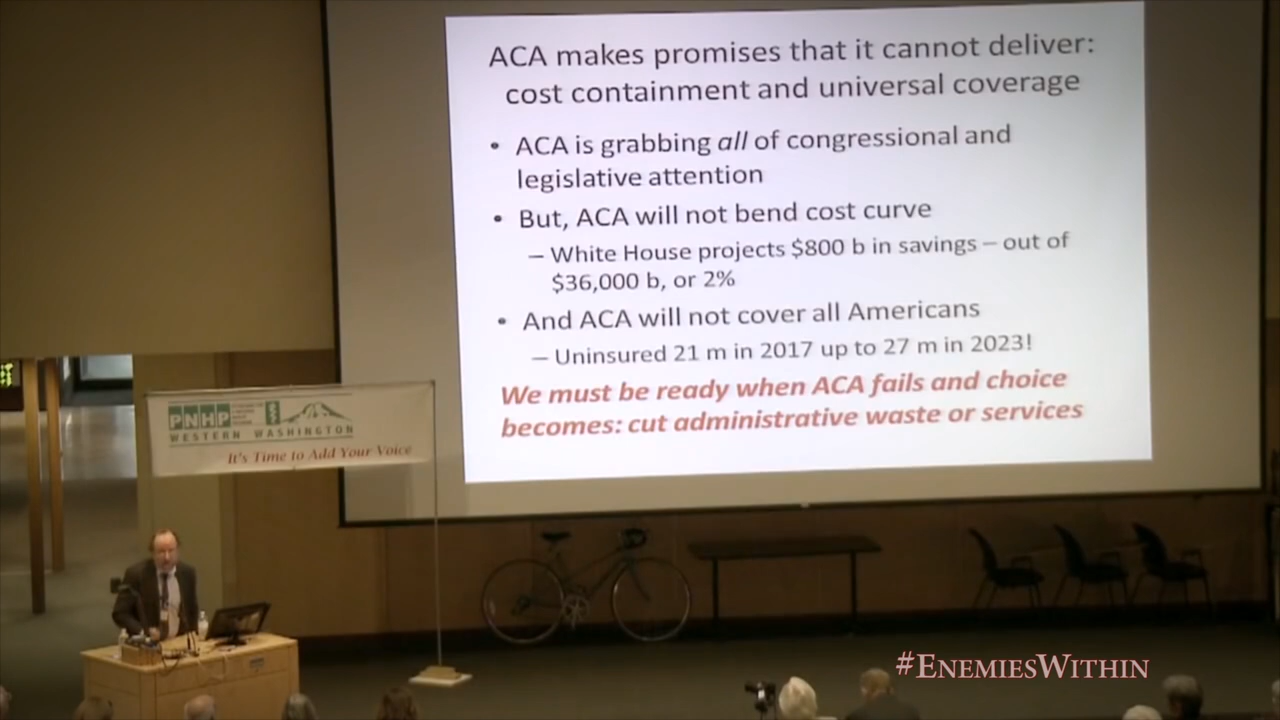 ACA makes promises that it cannot deliver:
cost containment and universal coverage
• ACA is grabbing all of congressional and
legislative attention
• But, ACA will not bend cost curve
– White House projects $800 b in savings – out of
$36,000 b, or 2%
• And ACA will not cover all Americans
– Uninsured 21 m in 2017 up to 27 m in 2023!
We must be ready when ACA fails and choice
becomes: cut administrative waste or services
PNHP
WESTERN WASHINGTON
It's Time to Add Your Voice
#ENEMIESWITHIN